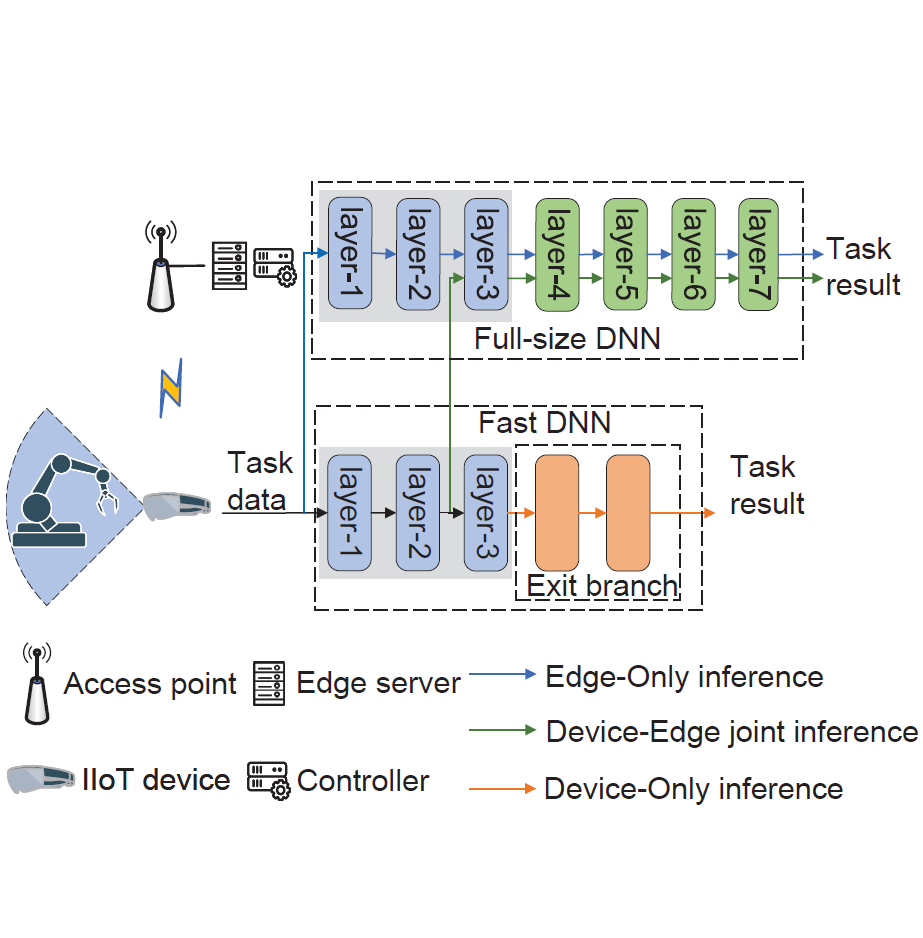 layer-1
layer-2
layer-3
layer-4
layer-5
layer-6
layer-7
Task
result
Full-size DNN
Fast DNN
Task
data
layer-1
layer-2
layer-3
Exit branch
Task
result
Access point
Edge server
Edge-Only inference
Device-Edge joint inference
IIoT device
Controller
Device-Only inference